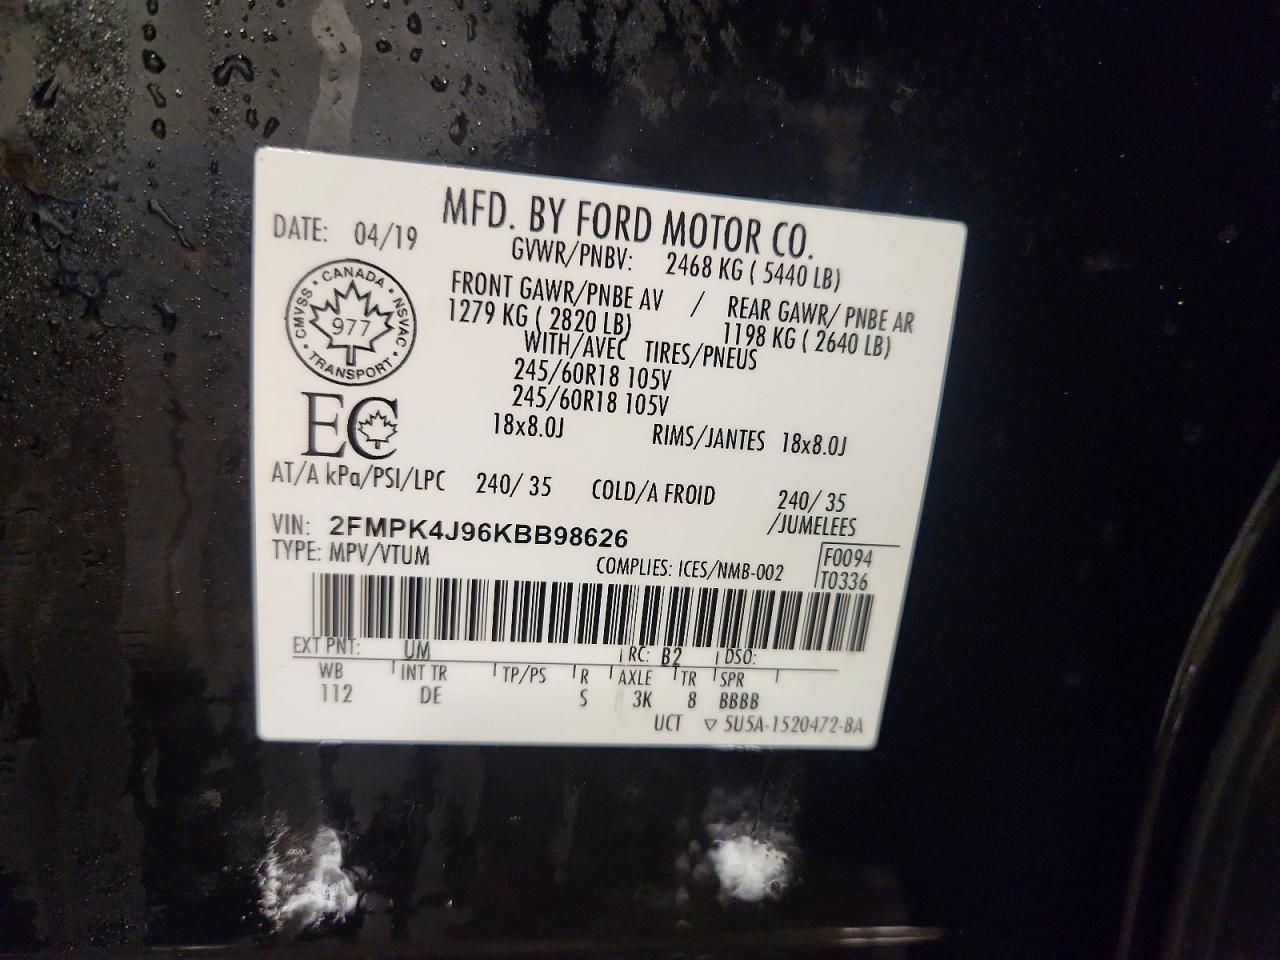 MFD. BY FORD MOTOR CO.
DATE: 04/19
GVWR/PNBV: 2468 KG ( 5440 LB)
FRONT GAWR/PNBE AV / REAR GAWR/ PNBE AR
1279 KG ( 2820 LB) 1198 KG ( 2640 LB)
WITH/AVEC TIRES/PNEUS
245/60R18 105V
245/60R18 105V
18x8.0J RIMS/JANTES 18x8.0J
CANADA • NSVAC • TRANSPORT • CMVSS •
977
EC
AT/A kPa/PSI/LPC 240/ 35 COLD/A FROID 240/ 35
/JUMELEES
VIN: 2FMPK4J96KBB98626
TYPE: MPV/VTUM COMPLIES: ICES/NMB-002
F0094
T0336
EXT PNT: UM RC: B2 DSO:
WB INT TR TP/PS R AXLE TR SPR
112 DE S 3K 8 BBBB
UCT ▽ 5U5A-1520472-BA